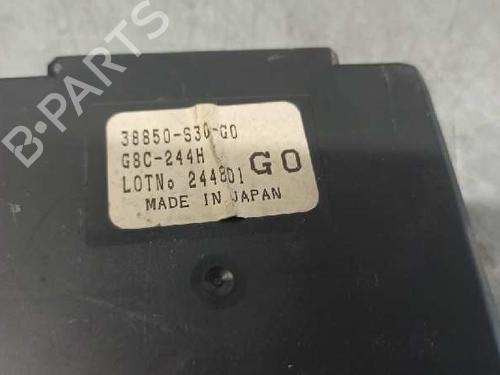 38850-S30-G0
G8C-244H
LOTNo 244801 G0
MADE IN JAPAN
B-PARTS